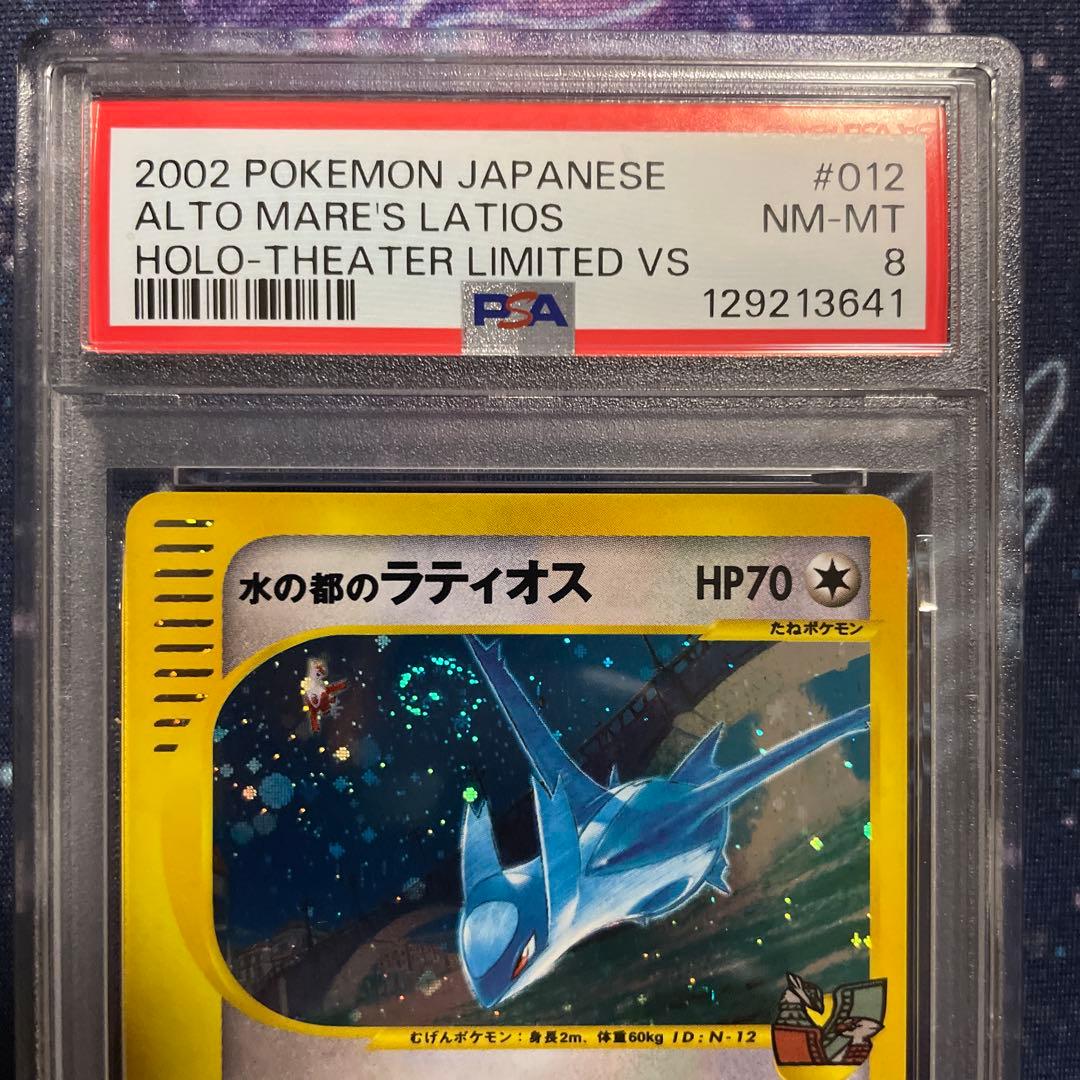 2002 POKEMON JAPANESE #012
ALTO MARE'S LATIOS NM-MT
HOLO-THEATER LIMITED VS 8
PSA 129213641
水の都のラティオス HP70
たねポケモン
むげんポケモン：身長2m、体重60kg ID：N-12